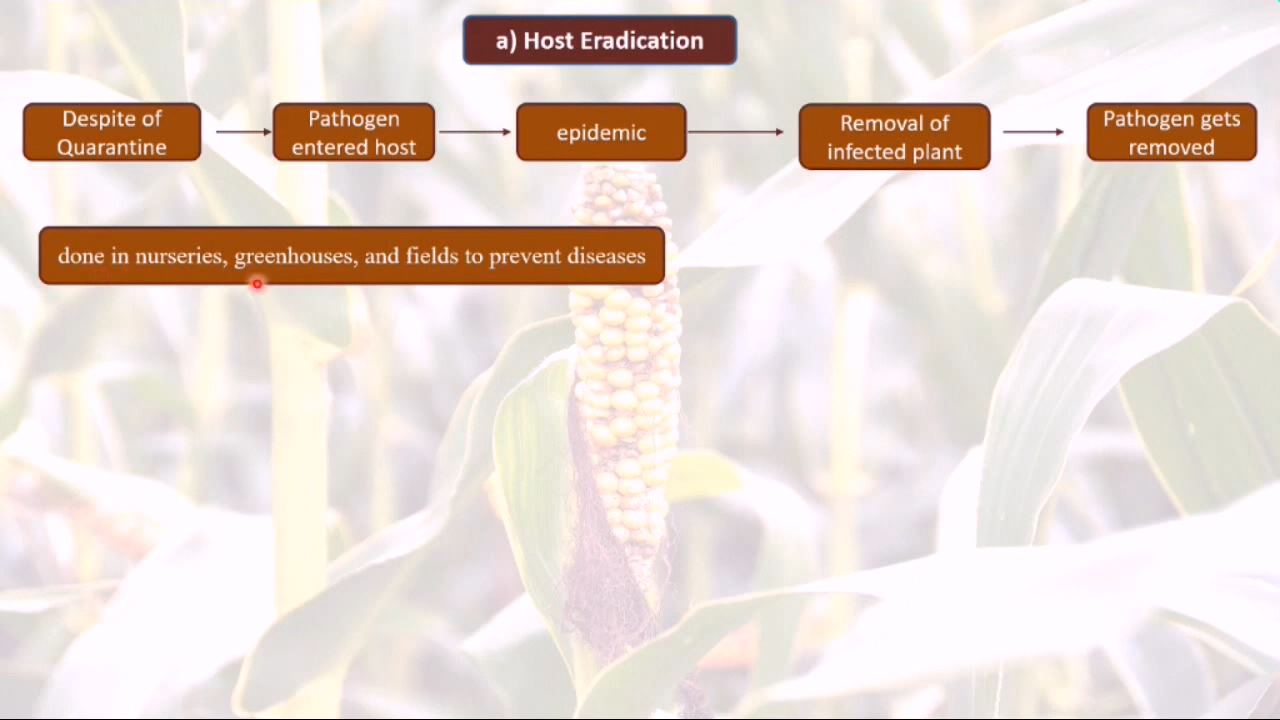 a) Host Eradication
Despite of
Quarantine
Pathogen
entered host
epidemic
Removal of
infected plant
Pathogen gets
removed
done in nurseries, greenhouses, and fields to prevent diseases